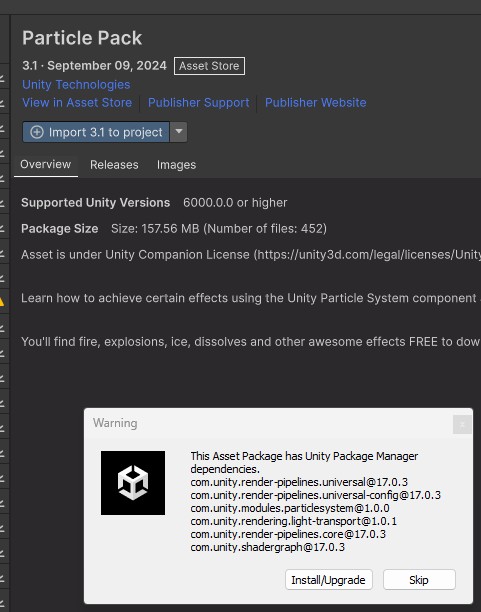 Particle Pack
3.1 · September 09, 2024 Asset Store
Unity Technologies
View in Asset Store Publisher Support Publisher Website
Import 3.1 to project
Overview Releases Images
Supported Unity Versions 6000.0.0 or higher
Package Size Size: 157.56 MB (Number of files: 452)
Asset is under Unity Companion License (https://unity3d.com/legal/licenses/Unity
Learn how to achieve certain effects using the Unity Particle System component
You'll find fire, explosions, ice, dissolves and other awesome effects FREE to dow
Warning
This Asset Package has Unity Package Manager
dependencies.
com.unity.render-pipelines.universal@17.0.3
com.unity.render-pipelines.universal-config@17.0.3
com.unity.modules.particlesystem@1.0.0
com.unity.rendering.light-transport@1.0.1
com.unity.render-pipelines.core@17.0.3
com.unity.shadergraph@17.0.3
Install/Upgrade Skip